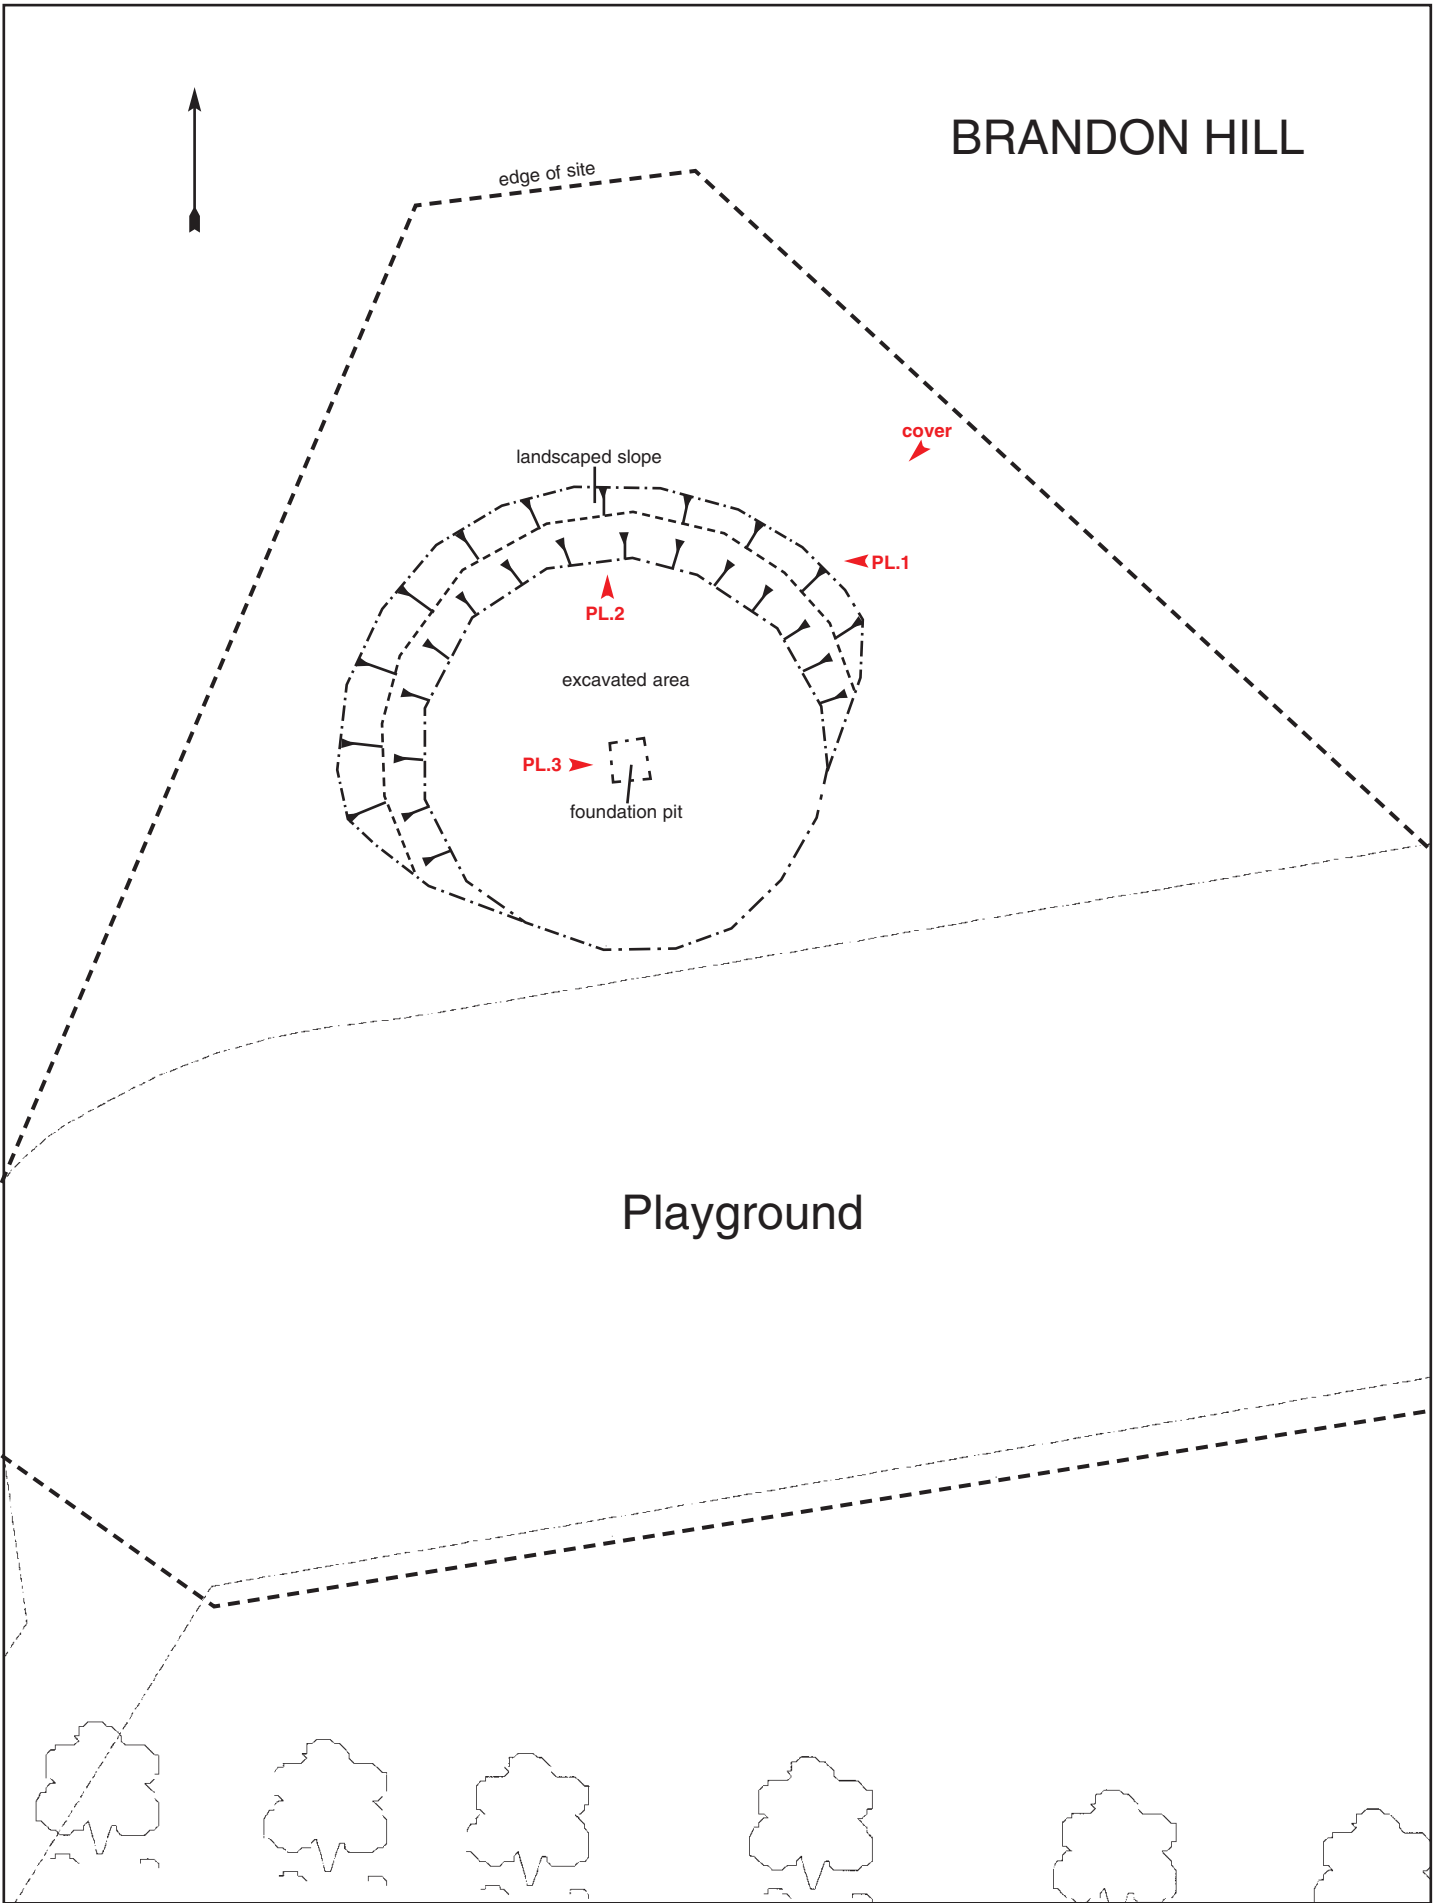 BRANDON HILL
edge of site
cover
landscaped slope
PL.1
PL.2
excavated area
PL.3
foundation pit
Playground